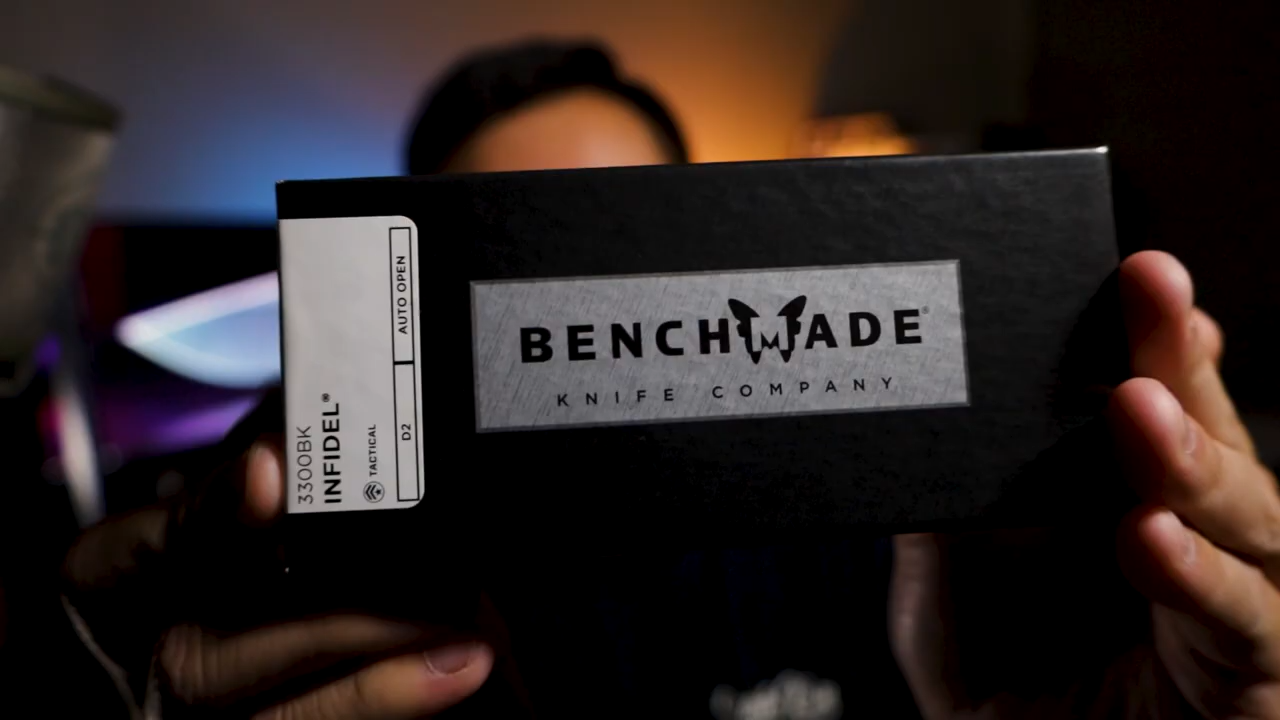 3300BK
INFIDEL®
TACTICAL
D2
AUTO OPEN
BENCHMADE®
KNIFE COMPANY